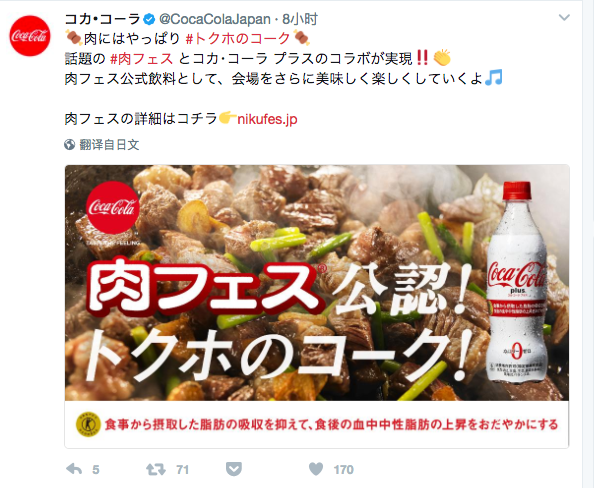 コカ・コーラ @CocaColaJapan · 8小时
🍖肉にはやっぱり #トクホのコーク🍖
話題の #肉フェス とコカ・コーラ プラスのコラボが実現‼️👏
肉フェス公式飲料として、会場をさらに美味しく楽しくしていくよ🎵
肉フェスの詳細はコチラ👉nikufes.jp
翻译自日文
Coca-Cola
Coca-Cola
肉フェス®公認!
トクホのコーク!
Coca-Cola
plus
0
食事から摂取した脂肪の吸収を抑えて、食後の血中中性脂肪の上昇をおだやかにする
5 71 170